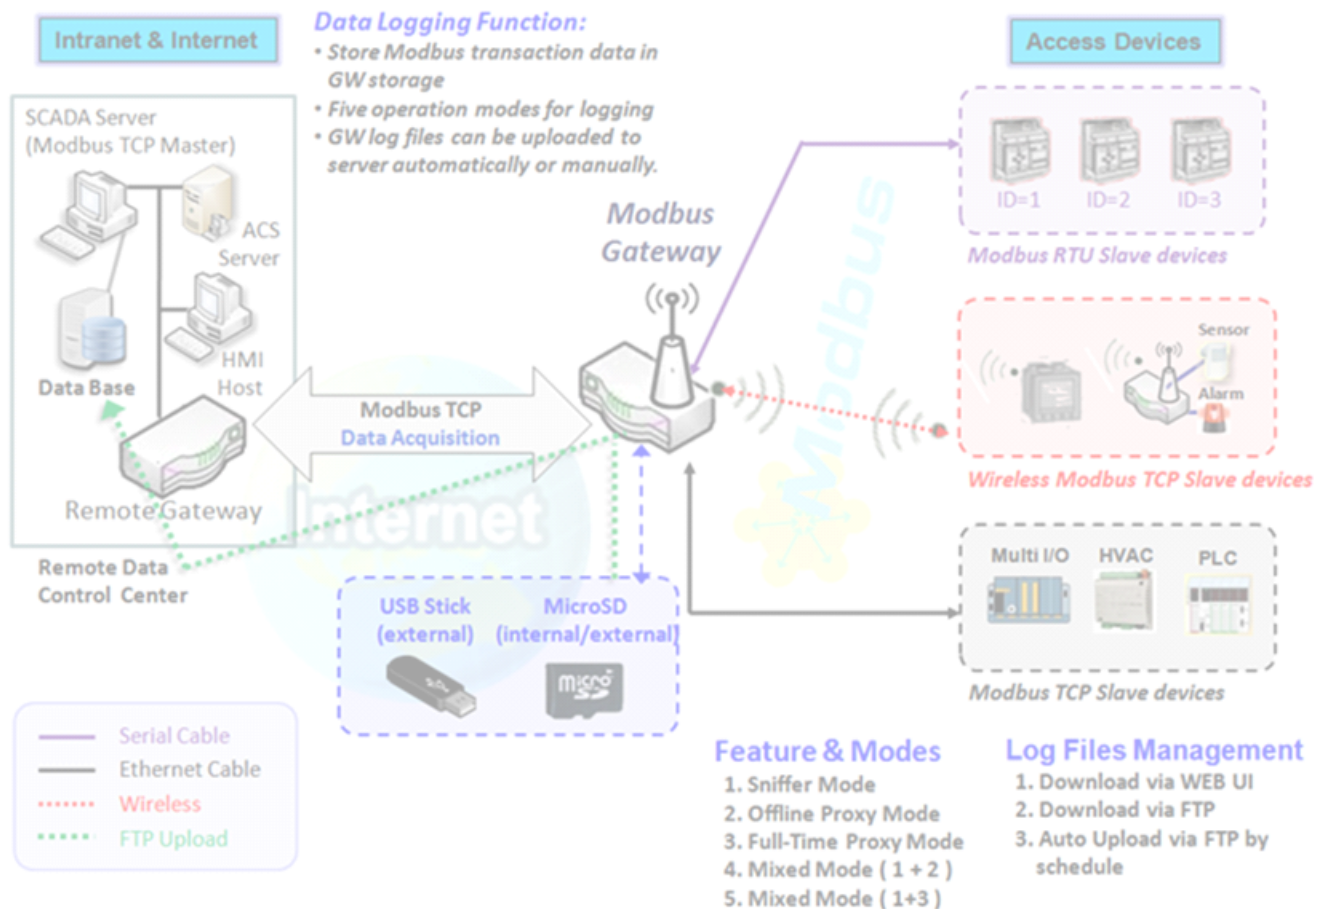 Intranet & Internet
Data Logging Function:
• Store Modbus transaction data in
GW storage
• Five operation modes for logging
• GW log files can be uploaded to
server automatically or manually.
Access Devices
SCADA Server
(Modbus TCP Master)
ACS
Server
HMI
Host
Data Base
Remote Gateway
Remote Data
Control Center
Modbus
Gateway
Modbus TCP
Data Acquisition
Internet
Modbus
ID=1
ID=2
ID=3
Modbus RTU Slave devices
Sensor
Alarm
Wireless Modbus TCP Slave devices
Multi I/O
HVAC
PLC
Modbus TCP Slave devices
USB Stick
(external)
MicroSD
(internal/external)
micro
SD
Serial Cable
Ethernet Cable
Wireless
FTP Upload
Feature & Modes
1. Sniffer Mode
2. Offline Proxy Mode
3. Full-Time Proxy Mode
4. Mixed Mode ( 1 + 2 )
5. Mixed Mode ( 1+3 )
Log Files Management
1. Download via WEB UI
2. Download via FTP
3. Auto Upload via FTP by
schedule